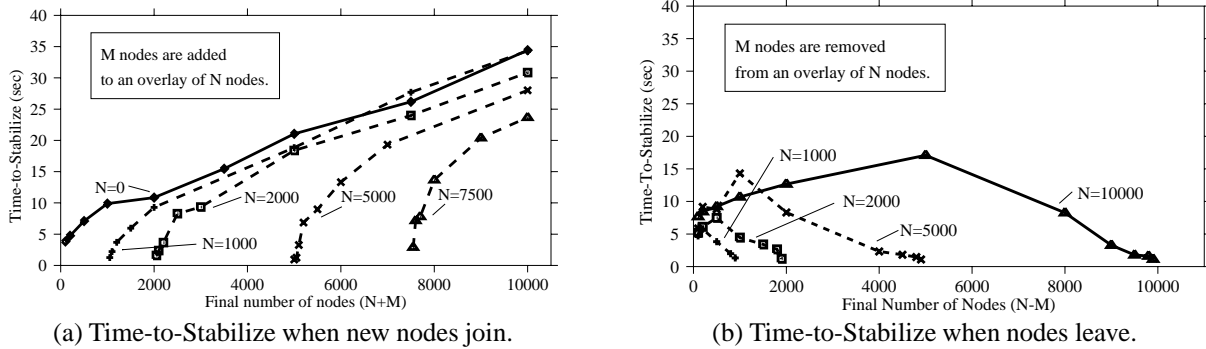 40
35
30
25
20
15
10
5
0
Time-to-Stabilize (sec)
M nodes are added
to an overlay of N nodes.
N=0
N=1000
N=2000
N=5000
N=7500
0 2000 4000 6000 8000 10000
Final number of nodes (N+M)
(a) Time-to-Stabilize when new nodes join.
40
35
30
25
20
15
10
5
0
Time-To-Stabilize (sec)
M nodes are removed
from an overlay of N nodes.
N=1000
N=2000
N=5000
N=10000
0 2000 4000 6000 8000 10000
Final Number of Nodes (N-M)
(b) Time-to-Stabilize when nodes leave.